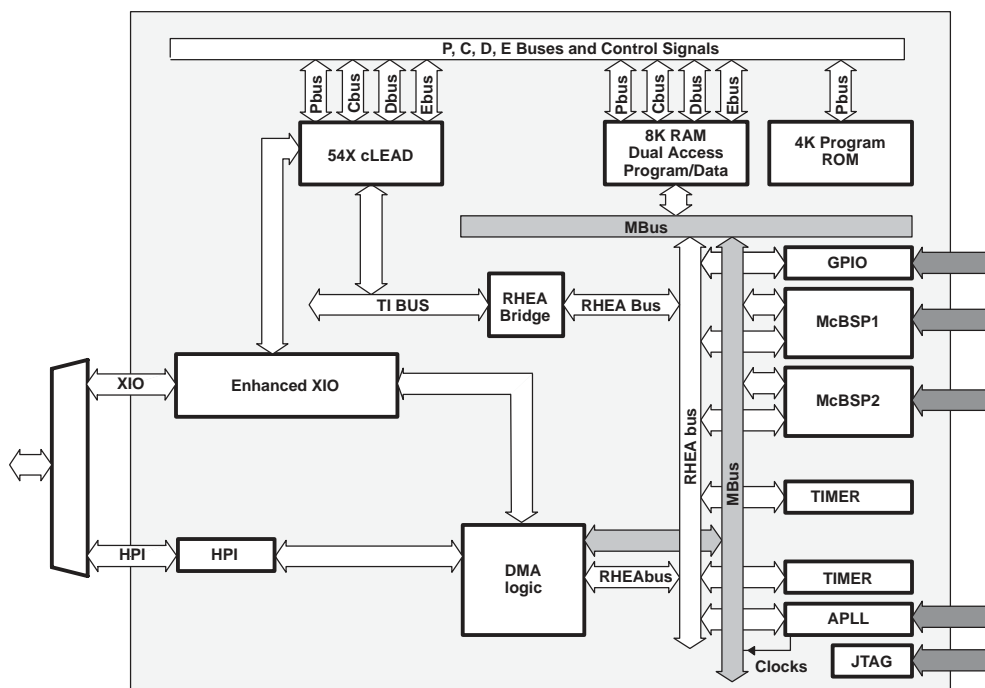 P, C, D, E Buses and Control Signals
Pbus
Cbus
Dbus
Ebus
Pbus
Cbus
Dbus
Ebus
Pbus
54X cLEAD
8K RAM
Dual Access
Program/Data
4K Program
ROM
MBus
GPIO
TI BUS
RHEA
Bridge
RHEA Bus
McBSP1
XIO
Enhanced XIO
McBSP2
RHEA bus
MBus
TIMER
HPI
HPI
DMA
logic
RHEAbus
TIMER
APLL
Clocks
JTAG